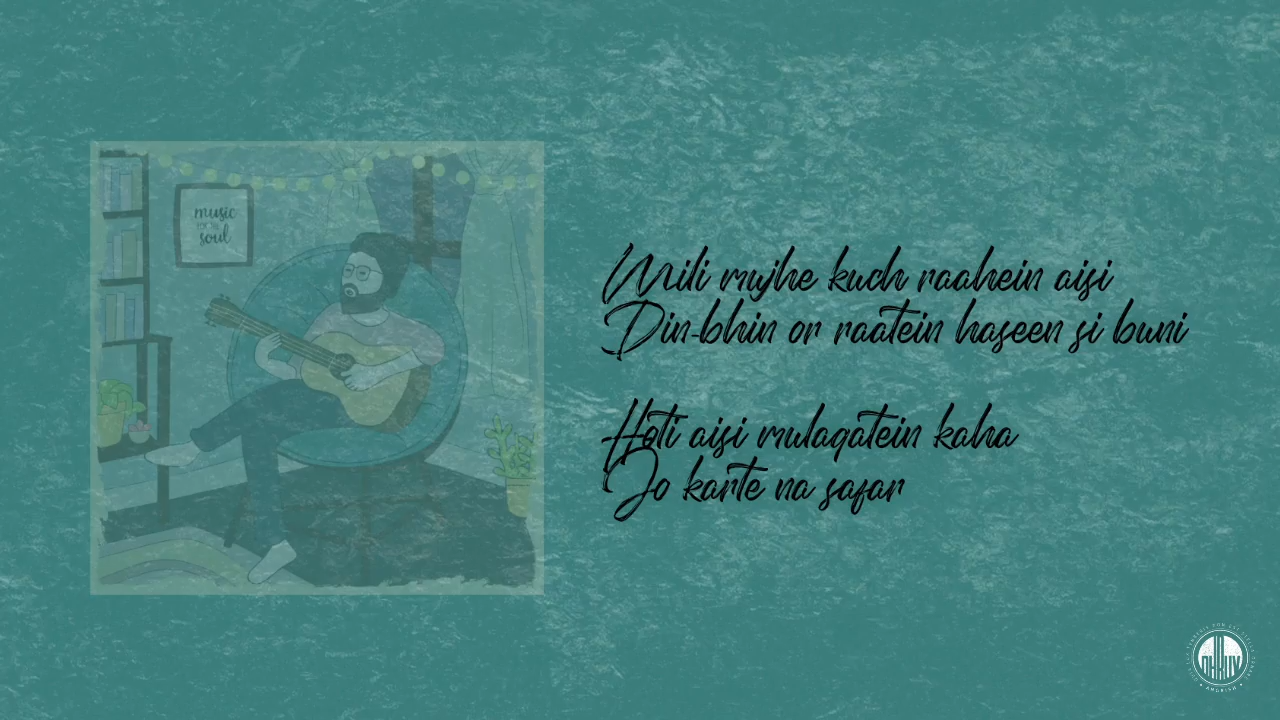 music
FOR THE
soul
Mili mujhe kuch raahein aisi
Din-bhin or raatein haseen si buni
Hoti aisi mulaqatein kaha
Jo karte na safar